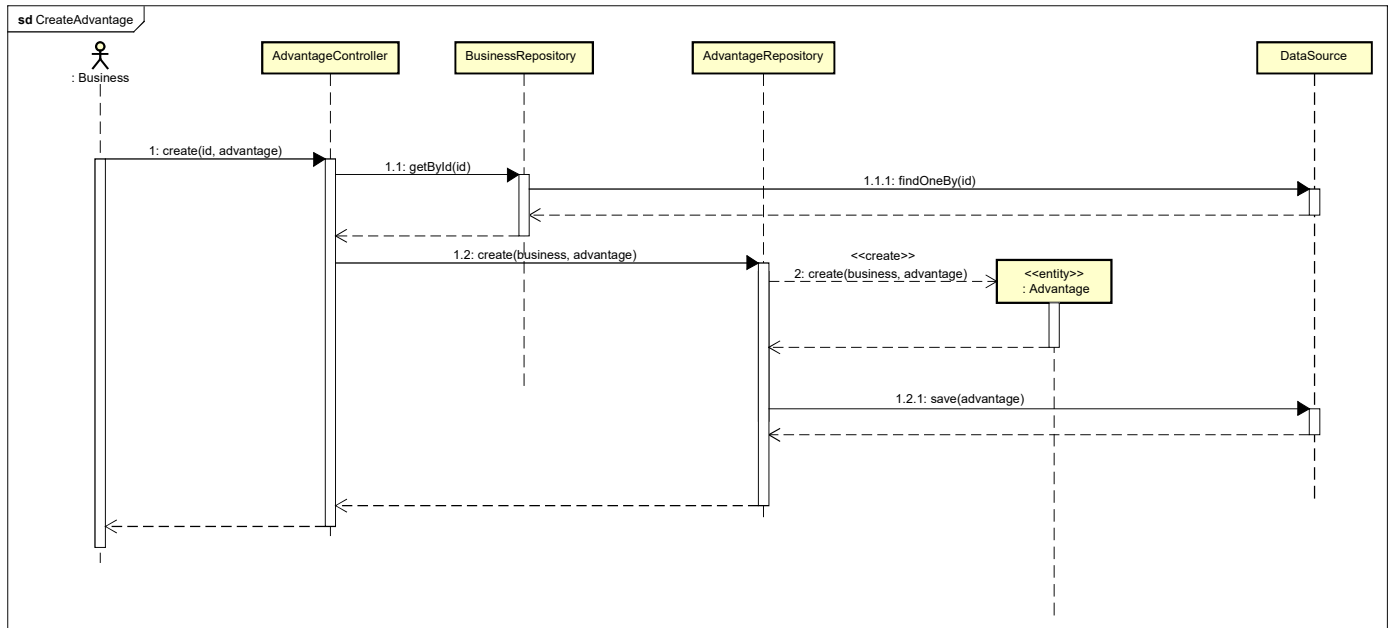 sd CreateAdvantage
: Business
AdvantageController
BusinessRepository
AdvantageRepository
DataSource
1: create(id, advantage)
1.1: getById(id)
1.1.1: findOneBy(id)
1.2: create(business, advantage)
<<create>>
2: create(business, advantage)
<<entity>>
: Advantage
1.2.1: save(advantage)